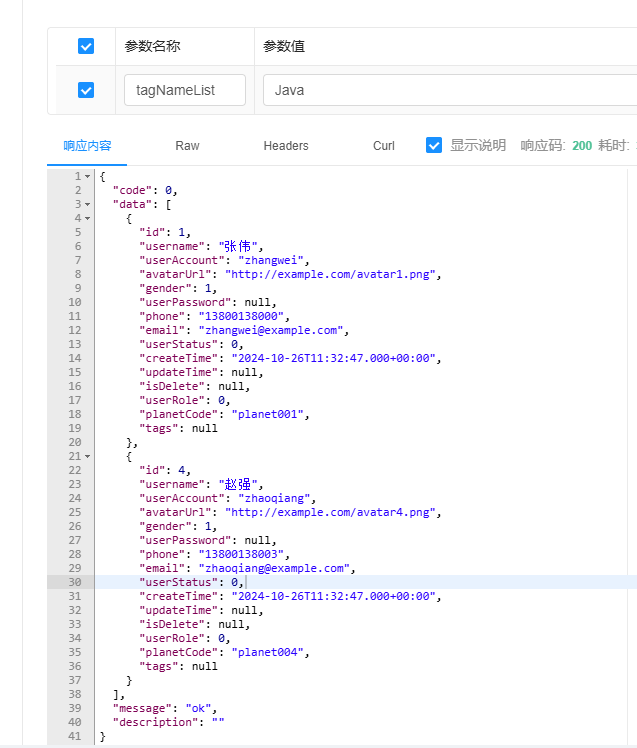 参数名称 参数值
tagNameList Java
响应内容 Raw Headers Curl 显示说明 响应码: 200 耗时:
1 {
2 "code": 0,
3 "data": [
4 {
5 "id": 1,
6 "username": "张伟",
7 "userAccount": "zhangwei",
8 "avatarUrl": "http://example.com/avatar1.png",
9 "gender": 1,
10 "userPassword": null,
11 "phone": "13800138000",
12 "email": "zhangwei@example.com",
13 "userStatus": 0,
14 "createTime": "2024-10-26T11:32:47.000+00:00",
15 "updateTime": null,
16 "isDelete": null,
17 "userRole": 0,
18 "planetCode": "planet001",
19 "tags": null
20 },
21 {
22 "id": 4,
23 "username": "赵强",
24 "userAccount": "zhaoqiang",
25 "avatarUrl": "http://example.com/avatar4.png",
26 "gender": 1,
27 "userPassword": null,
28 "phone": "13800138003",
29 "email": "zhaoqiang@example.com",
30 "userStatus": 0,
31 "createTime": "2024-10-26T11:32:47.000+00:00",
32 "updateTime": null,
33 "isDelete": null,
34 "userRole": 0,
35 "planetCode": "planet004",
36 "tags": null
37 }
38 ],
39 "message": "ok",
40 "description": ""
41 }